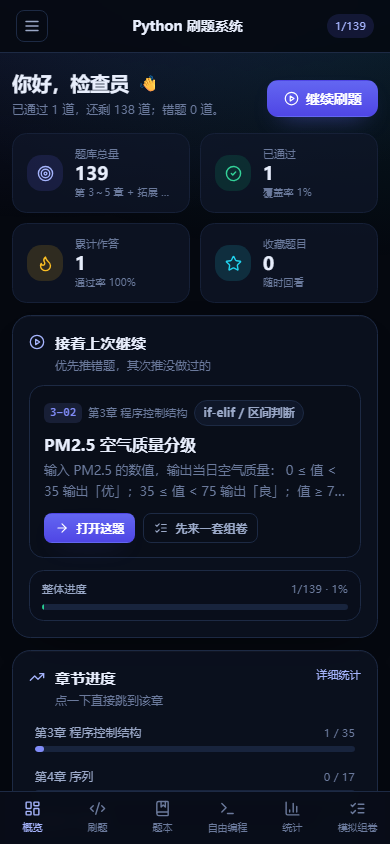 Python 刷题系统
1/139
你好，检查员 👋
已通过 1 道，还剩 138 道；错题 0 道。
继续刷题
题库总量
139
第 3～5 章 + 拓展 ...
已通过
1
覆盖率 1%
累计作答
1
通过率 100%
收藏题目
0
随时回看
接着上次继续
优先推错题，其次推没做过的
3-02 第3章 程序控制结构 if-elif / 区间判断
PM2.5 空气质量分级
输入 PM2.5 的数值，输出当日空气质量： 0 ≤ 值 <
35 输出「优」；35 ≤ 值 < 75 输出「良」；值 ≥ 7...
打开这题
先来一套组卷
整体进度
1/139 · 1%
章节进度
详细统计
点一下直接跳到该章
第3章 程序控制结构
1 / 35
第4章 序列
0 / 17
概览
刷题
题本
自由编程
统计
模拟组卷